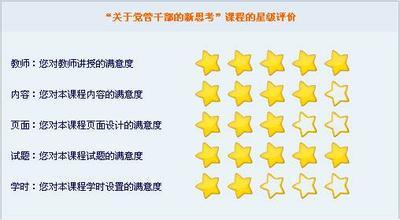 “关于党管干部的新思考”课程的星级评价
教师：您对教师讲授的满意度
内容：您对本课程内容的满意度
页面：您对本课程页面设计的满意度
试题：您对本课程试题的满意度
学时：您对本课程学时设置的满意度